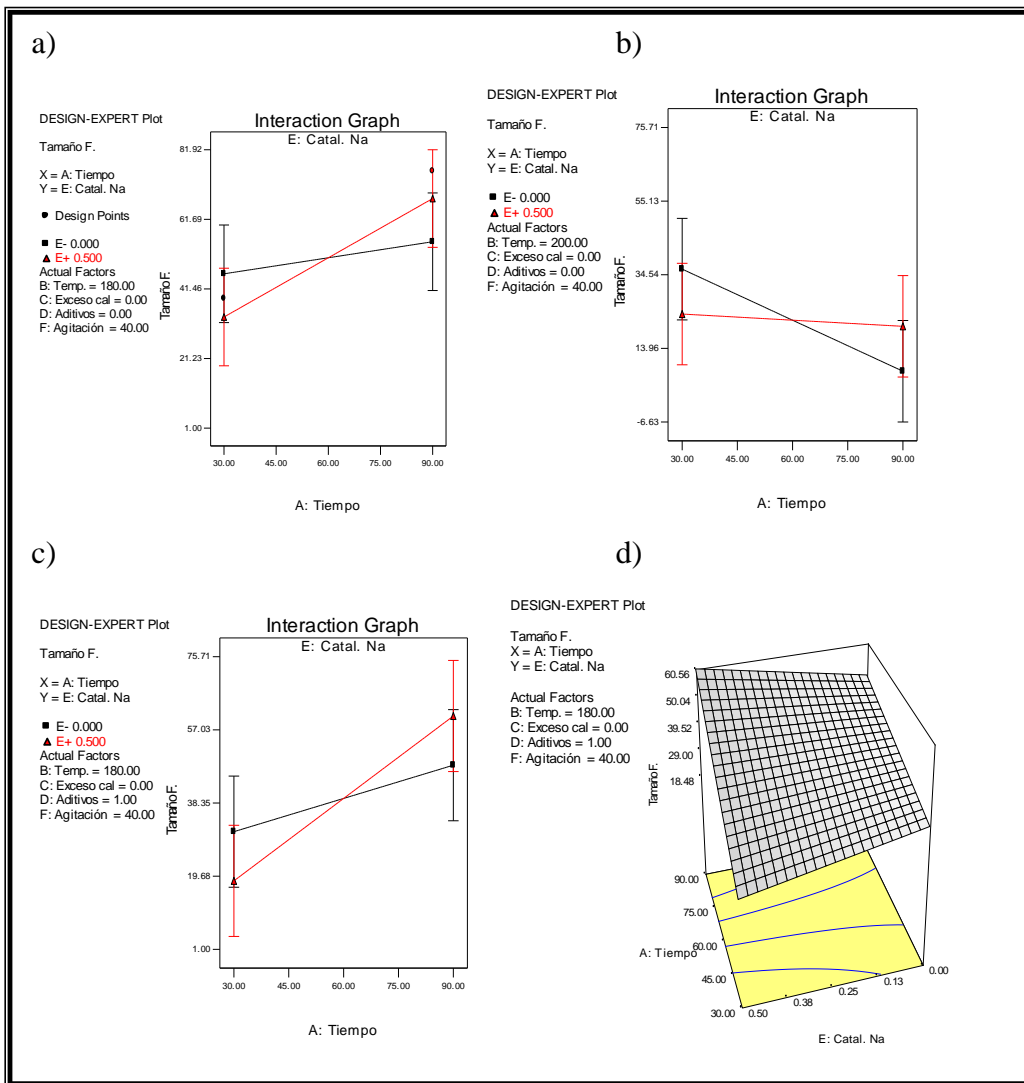 a)
DESIGN-EXPERT Plot
Tamaño F.
X = A: Tiempo
Y = E: Catal. Na
Design Points
E- 0.000
E+ 0.500
Actual Factors
B: Temp. = 180.00
C: Exceso cal = 0.00
D: Aditivos = 0.00
F: Agitación = 40.00
Interaction Graph
E: Catal. Na
Tamaño F.
81.92
61.69
41.46
21.23
1.00
30.00 45.00 60.00 75.00 90.00
A: Tiempo
b)
DESIGN-EXPERT Plot
Tamaño F.
X = A: Tiempo
Y = E: Catal. Na
E- 0.000
E+ 0.500
Actual Factors
B: Temp. = 200.00
C: Exceso cal = 0.00
D: Aditivos = 0.00
F: Agitación = 40.00
Interaction Graph
E: Catal. Na
Tamaño F.
75.71
55.13
34.54
13.96
-6.63
30.00 45.00 60.00 75.00 90.00
A: Tiempo
c)
DESIGN-EXPERT Plot
Tamaño F.
X = A: Tiempo
Y = E: Catal. Na
E- 0.000
E+ 0.500
Actual Factors
B: Temp. = 180.00
C: Exceso cal = 0.00
D: Aditivos = 1.00
F: Agitación = 40.00
Interaction Graph
E: Catal. Na
Tamaño F.
75.71
57.03
38.35
19.68
1.00
30.00 45.00 60.00 75.00 90.00
A: Tiempo
d)
DESIGN-EXPERT Plot
Tamaño F.
X = A: Tiempo
Y = E: Catal. Na
Actual Factors
B: Temp. = 180.00
C: Exceso cal = 0.00
D: Aditivos = 1.00
F: Agitación = 40.00
60.56
50.04
39.52
29.00
18.48
Tamaño F.
90.00
75.00
60.00
45.00
30.00
A: Tiempo
0.50 0.38 0.25 0.13 0.00
E: Catal. Na